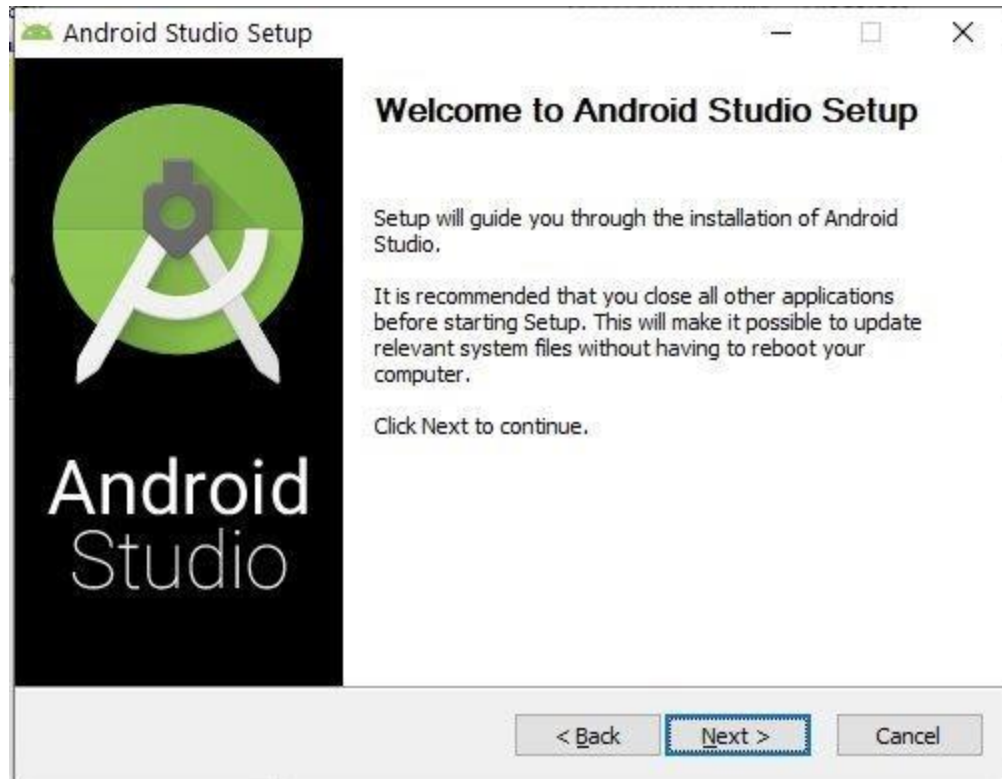 Android Studio Setup
Welcome to Android Studio Setup
Setup will guide you through the installation of Android
Studio.
It is recommended that you close all other applications
before starting Setup. This will make it possible to update
relevant system files without having to reboot your
computer.
Click Next to continue.
Android
Studio
< Back
Next >
Cancel